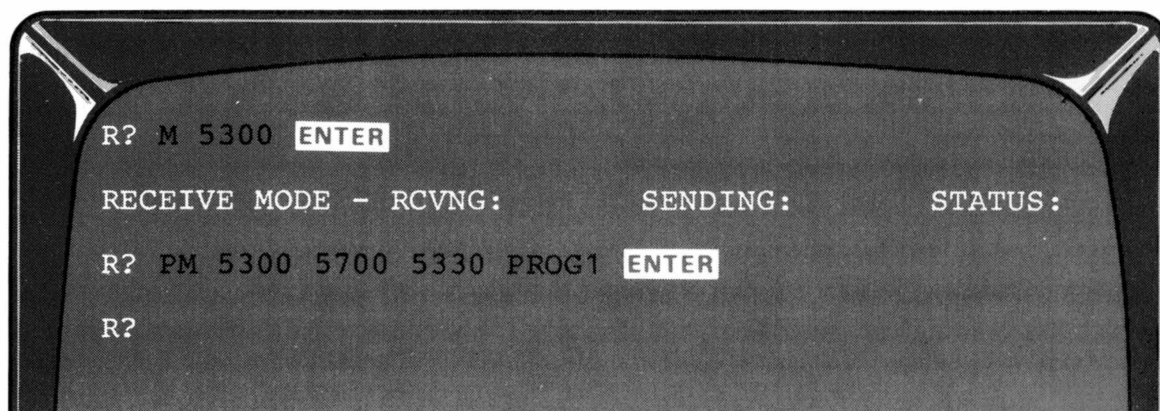 R? M 5300 ENTER
RECEIVE MODE - RCVNG: SENDING: STATUS:
R? PM 5300 5700 5330 PROG1 ENTER
R?